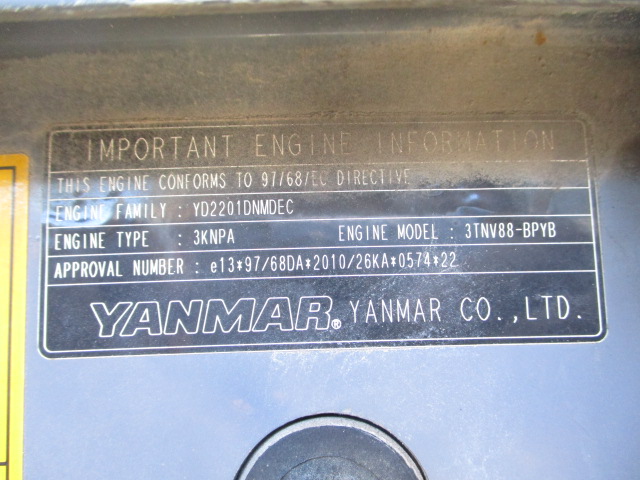 IMPORTANT ENGINE INFORMATION
THIS ENGINE CONFORMS TO 97/68/EC DIRECTIVE
ENGINE FAMILY : YD2201DNMDEC
ENGINE TYPE : 3KNPA ENGINE MODEL : 3TNV88-BPYB
APPROVAL NUMBER : e13*97/68DA*2010/26KA*0574*22
YANMAR® YANMAR CO.,LTD.